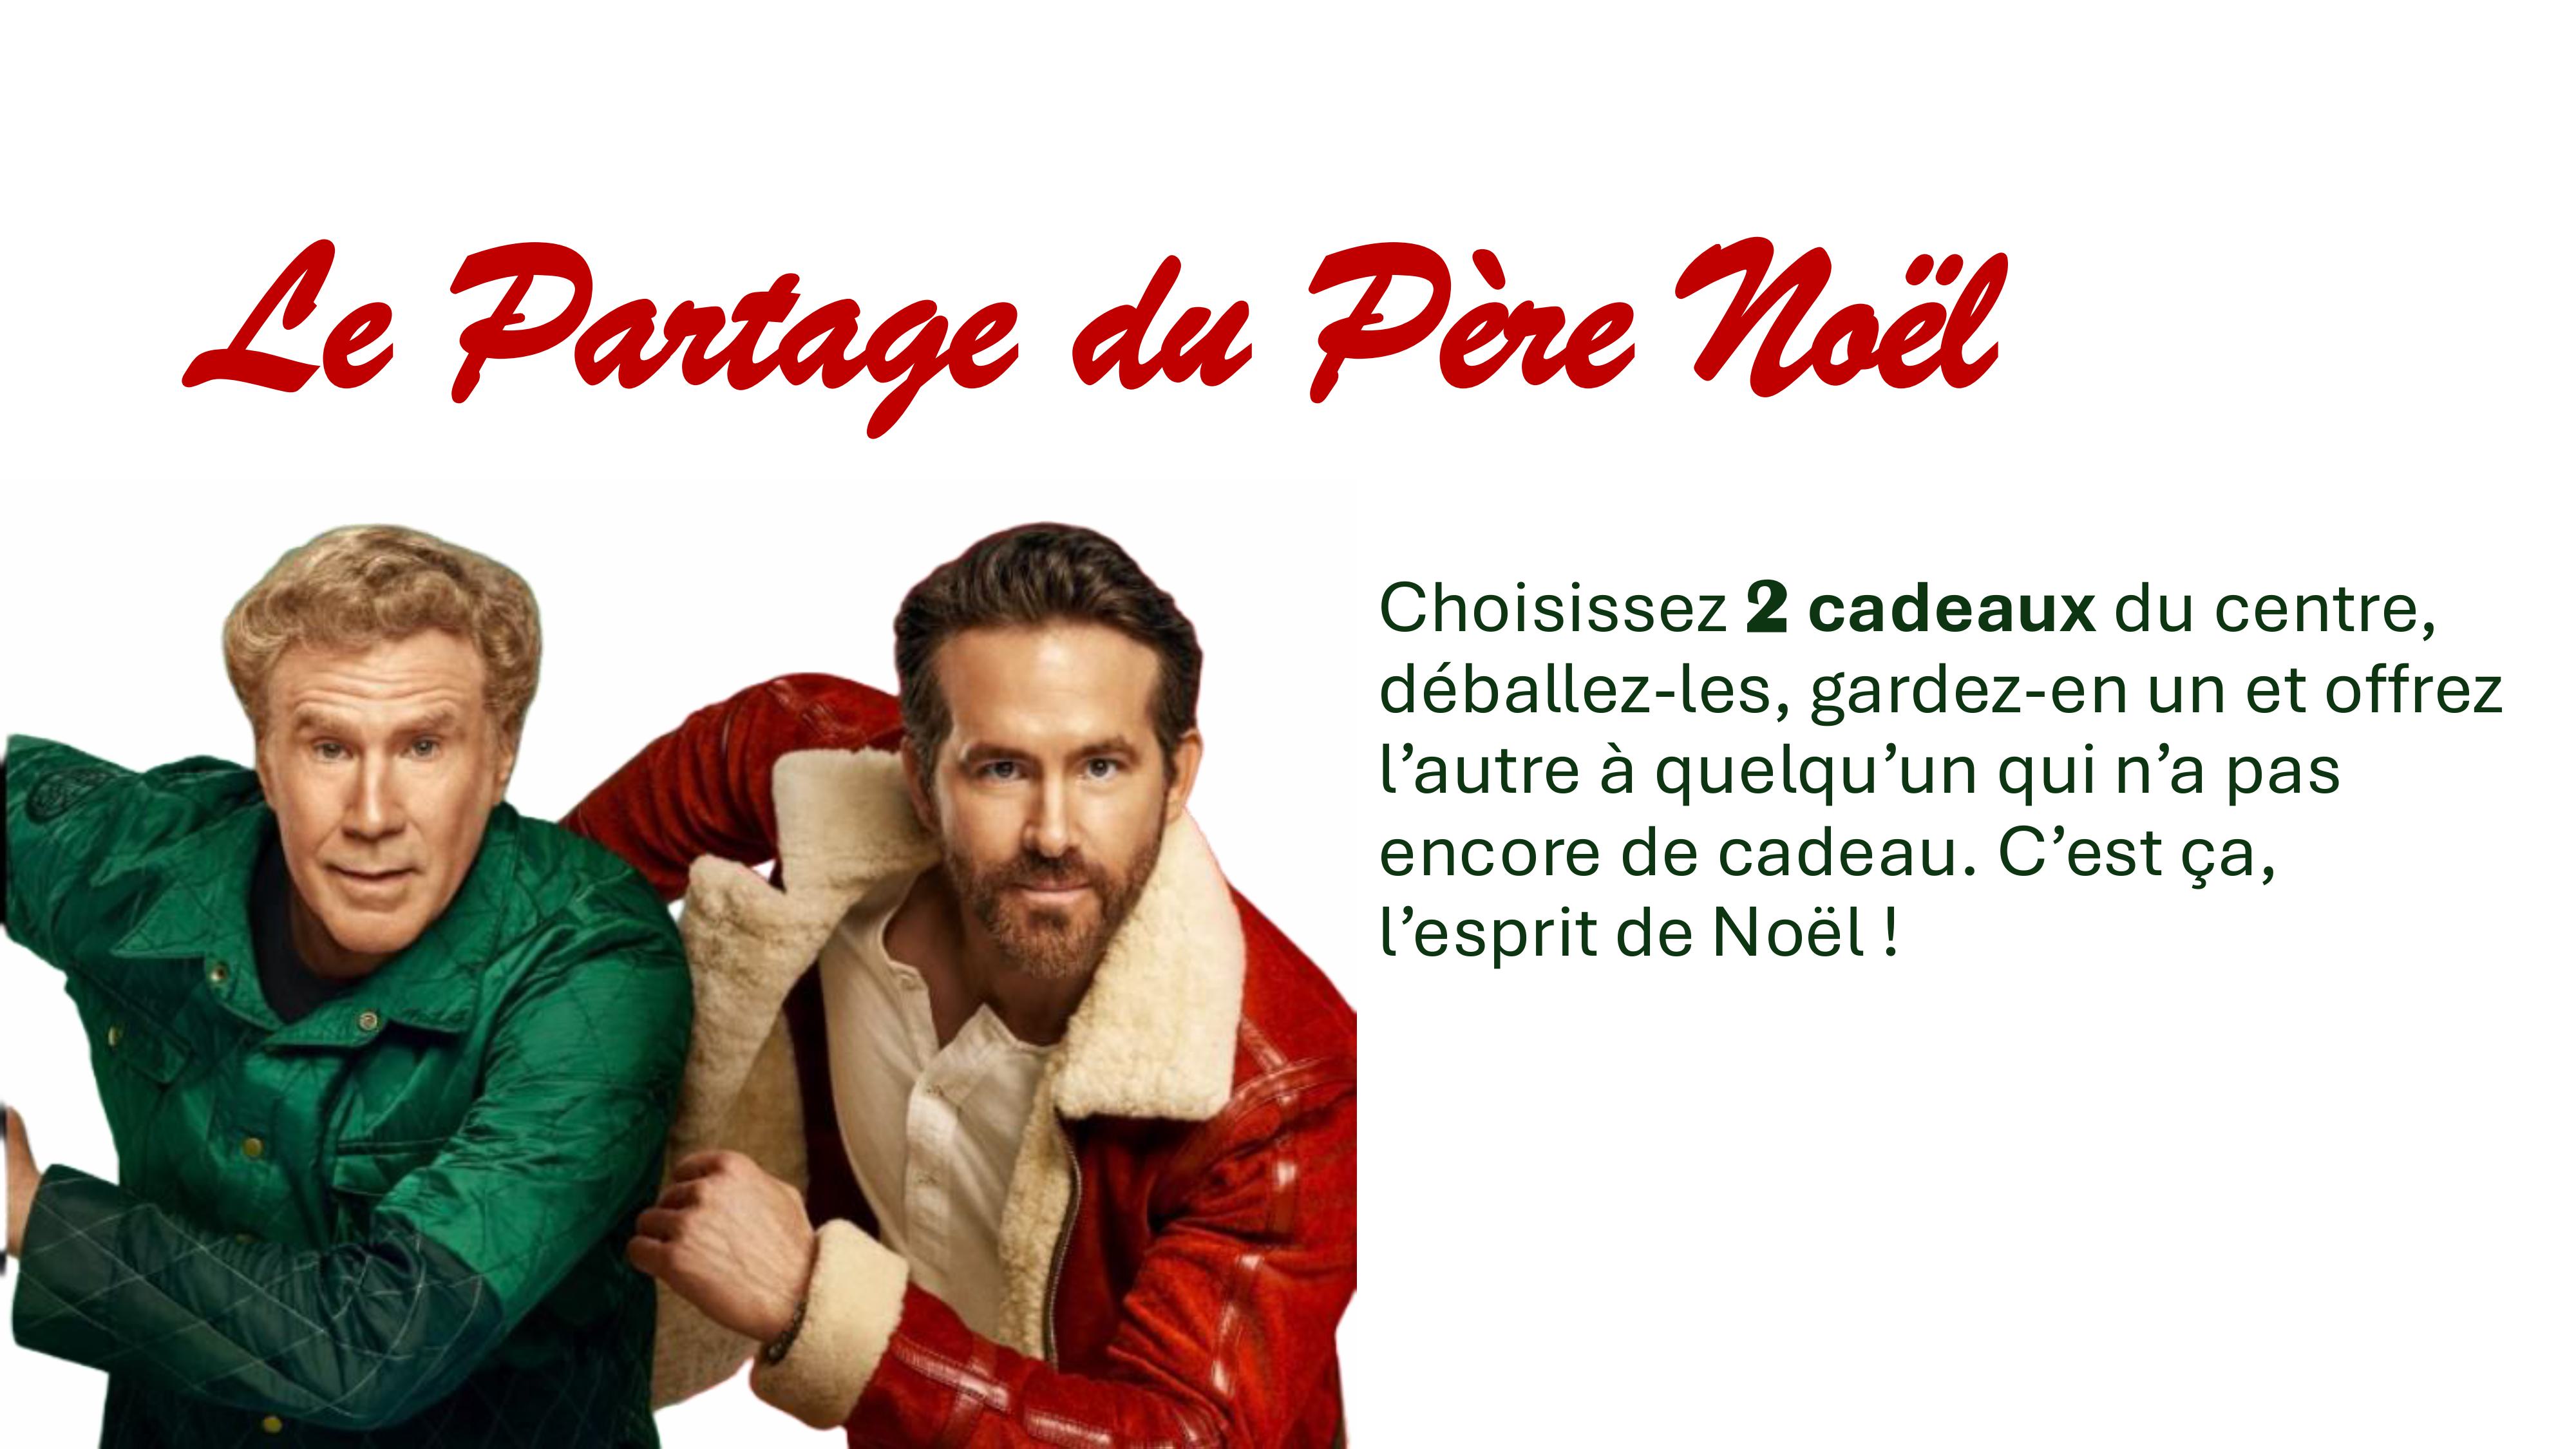 Le Partage du Père Noël
Choisissez 2 cadeaux du centre,
déballez-les, gardez-en un et offrez
l’autre à quelqu’un qui n’a pas
encore de cadeau. C’est ça,
l’esprit de Noël !